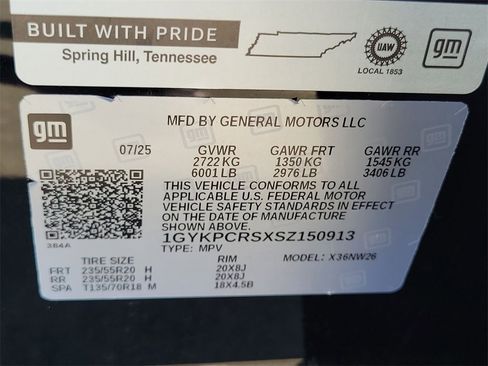 BUILT WITH PRIDE
Spring Hill, Tennessee
UAW
LOCAL 1853
gm
gm
MFD BY GENERAL MOTORS LLC
07/25 GVWR GAWR FRT GAWR RR
2722 KG 1350 KG 1545 KG
6001 LB 2976 LB 3406 LB
THIS VEHICLE CONFORMS TO ALL
APPLICABLE U.S. FEDERAL MOTOR
VEHICLE SAFETY STANDARDS IN EFFECT ON
THE DATE OF MANUFACTURE
SHOWN ABOVE.
384A
1GYKPCRSXSZ150913
TYPE: MPV MODEL: X36NW26
TIRE SIZE RIM
FRT 235/55R20 H 20X8J
RR 235/55R20 H 20X8J
SPA T135/70R18 M 18X4.5B